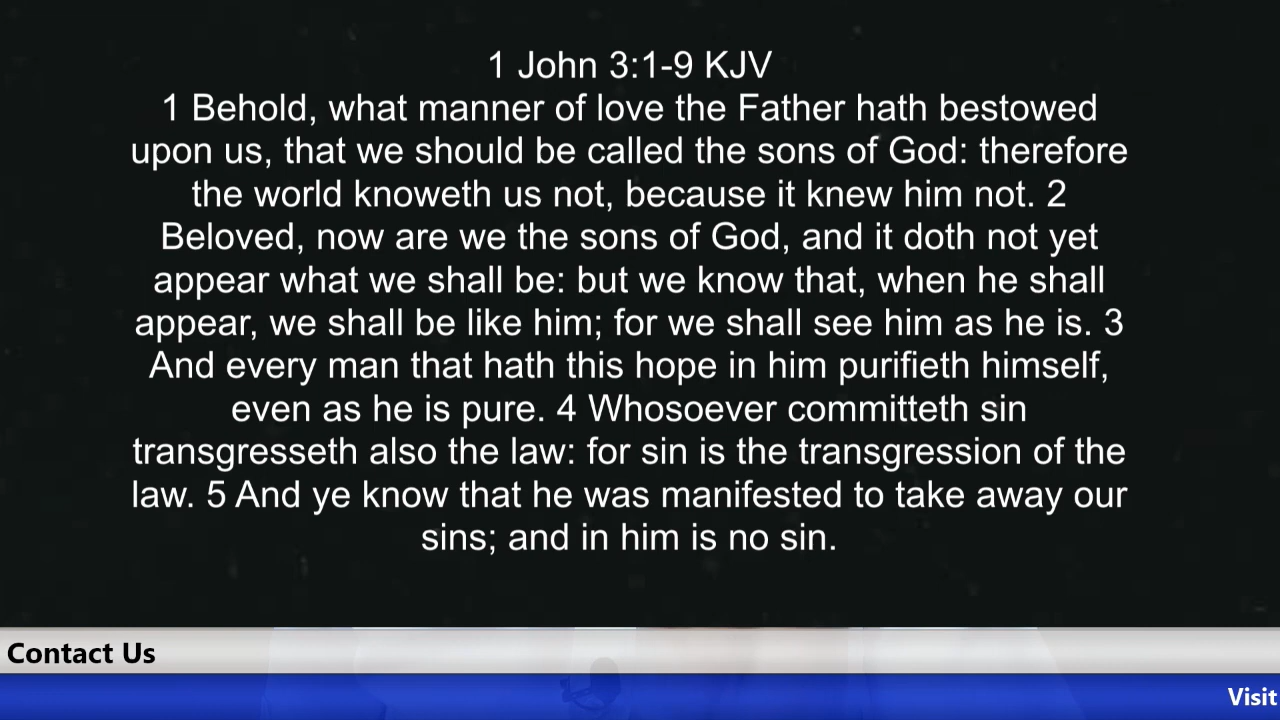 1 John 3:1-9 KJV
1 Behold, what manner of love the Father hath bestowed
upon us, that we should be called the sons of God: therefore
the world knoweth us not, because it knew him not. 2
Beloved, now are we the sons of God, and it doth not yet
appear what we shall be: but we know that, when he shall
appear, we shall be like him; for we shall see him as he is. 3
And every man that hath this hope in him purifieth himself,
even as he is pure. 4 Whosoever committeth sin
transgresseth also the law: for sin is the transgression of the
law. 5 And ye know that he was manifested to take away our
sins; and in him is no sin.
Contact Us
Visit